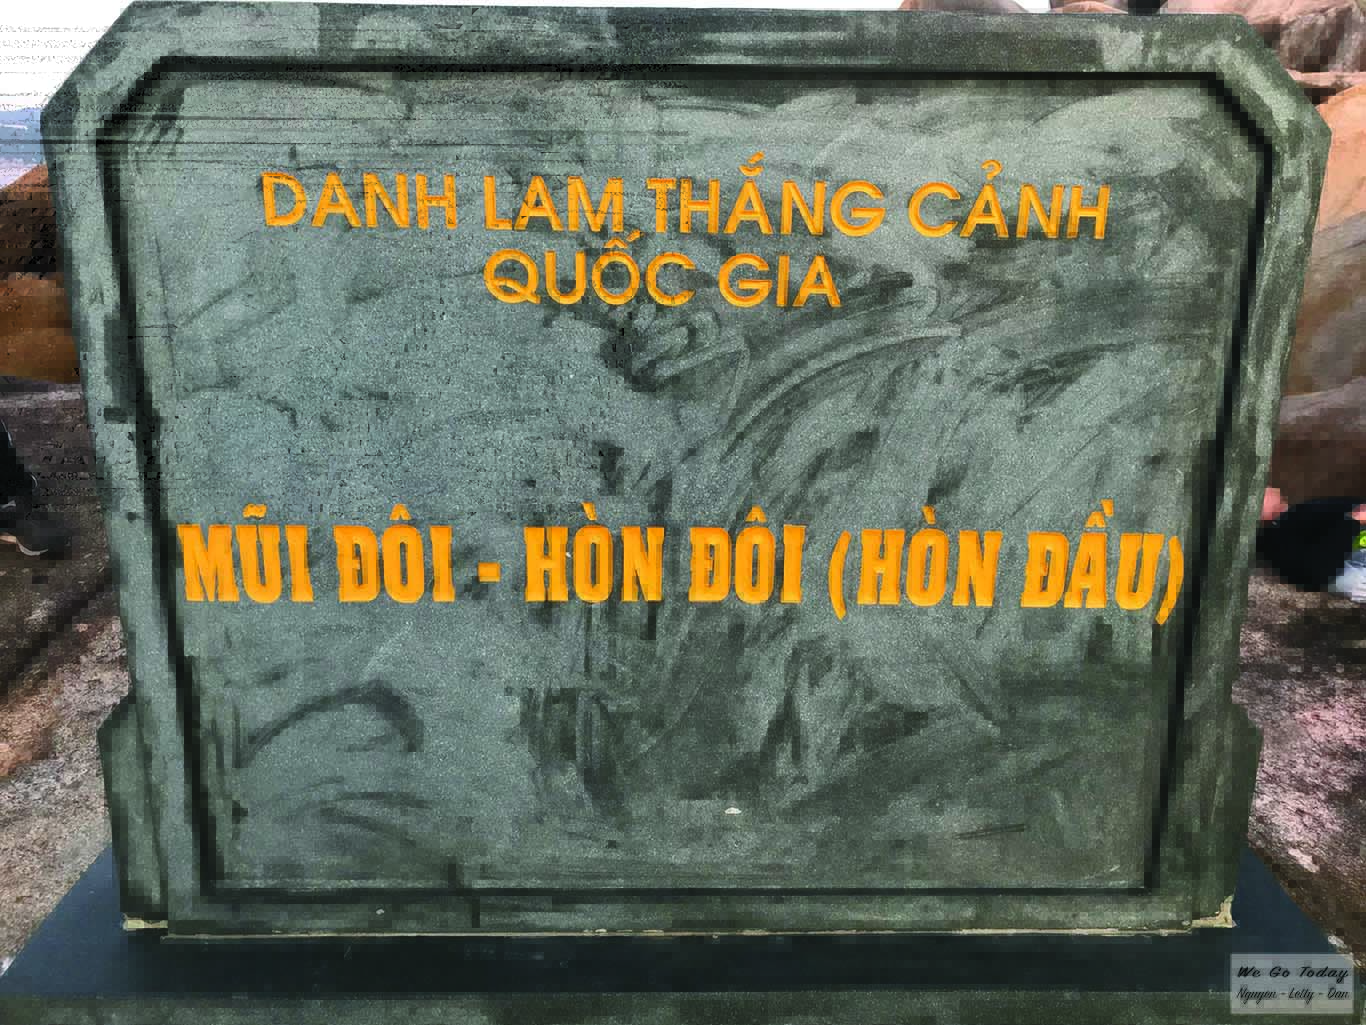 DANH LAM THẮNG CẢNH
QUỐC GIA
MŨI ĐÔI - HÒN ĐÔI (HÒN ĐẦU)
We Go Today
Nguyen - Letty - Dan